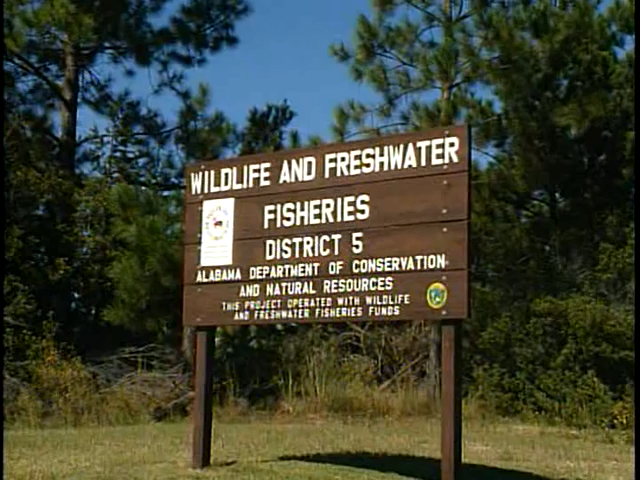 WILDLIFE AND FRESHWATER
FISHERIES
DISTRICT 5
ALABAMA DEPARTMENT OF CONSERVATION
AND NATURAL RESOURCES
THIS PROJECT OPERATED WITH WILDLIFE
AND FRESHWATER FISHERIES FUNDS